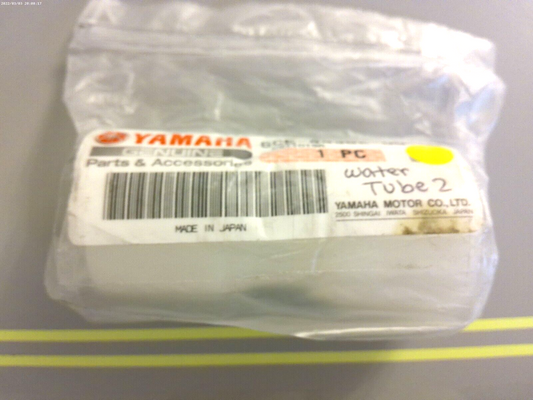 YAMAHA
GENUINE
Parts & Accessories
1 PC
water
Tube 2
YAMAHA MOTOR CO., LTD.
2500 SHINGAI IWATA SHIZUOKA JAPAN
MADE IN JAPAN